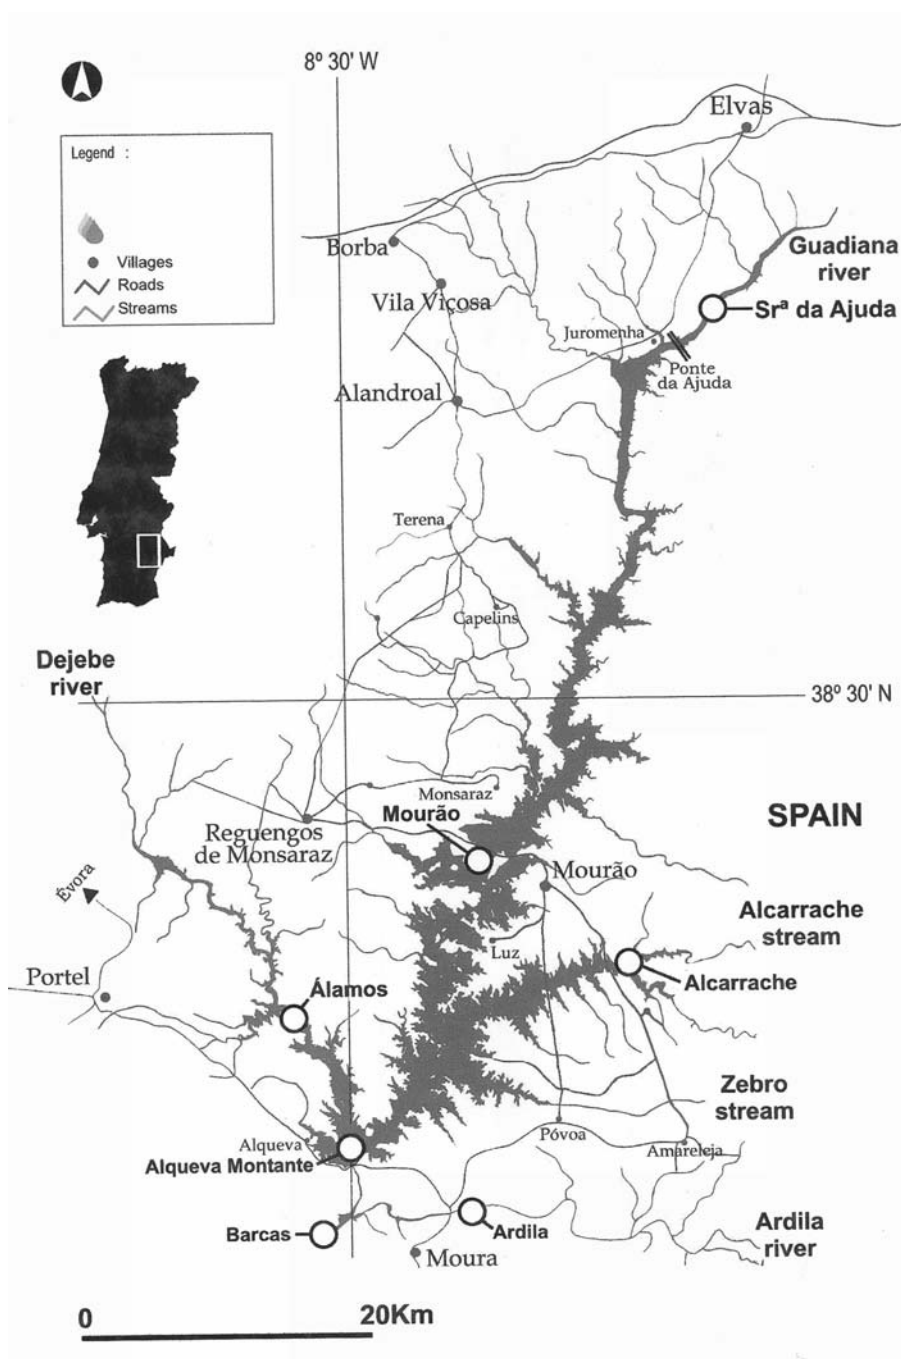 8º 30' W
Elvas
Legend :
Villages
Roads
Streams
Borba
Guadiana
river
Vila Viçosa
Srª da Ajuda
Juromenha
Ponte
da Ajuda
Alandroal
Terena
Capelins
Dejebe
river
38º 30' N
Monsaraz
Mourão
SPAIN
Reguengos
de Monsaraz
Mourão
Évora
Alcarrache
stream
Luz
Portel
Álamos
Alcarrache
Zebro
stream
Póvoa
Alqueva
Amareleja
Alqueva Montante
Barcas
Ardila
Ardila
river
Moura
0
20Km